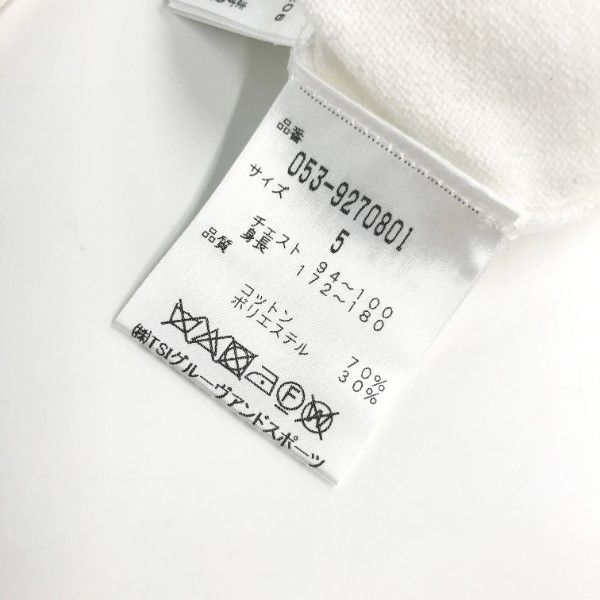 品番
053-9270801
サイズ 5
チェスト 94～100
身長 172～180
品質
コットン 70%
ポリエステル 30%
㈱TSIグルーヴアンドスポーツ